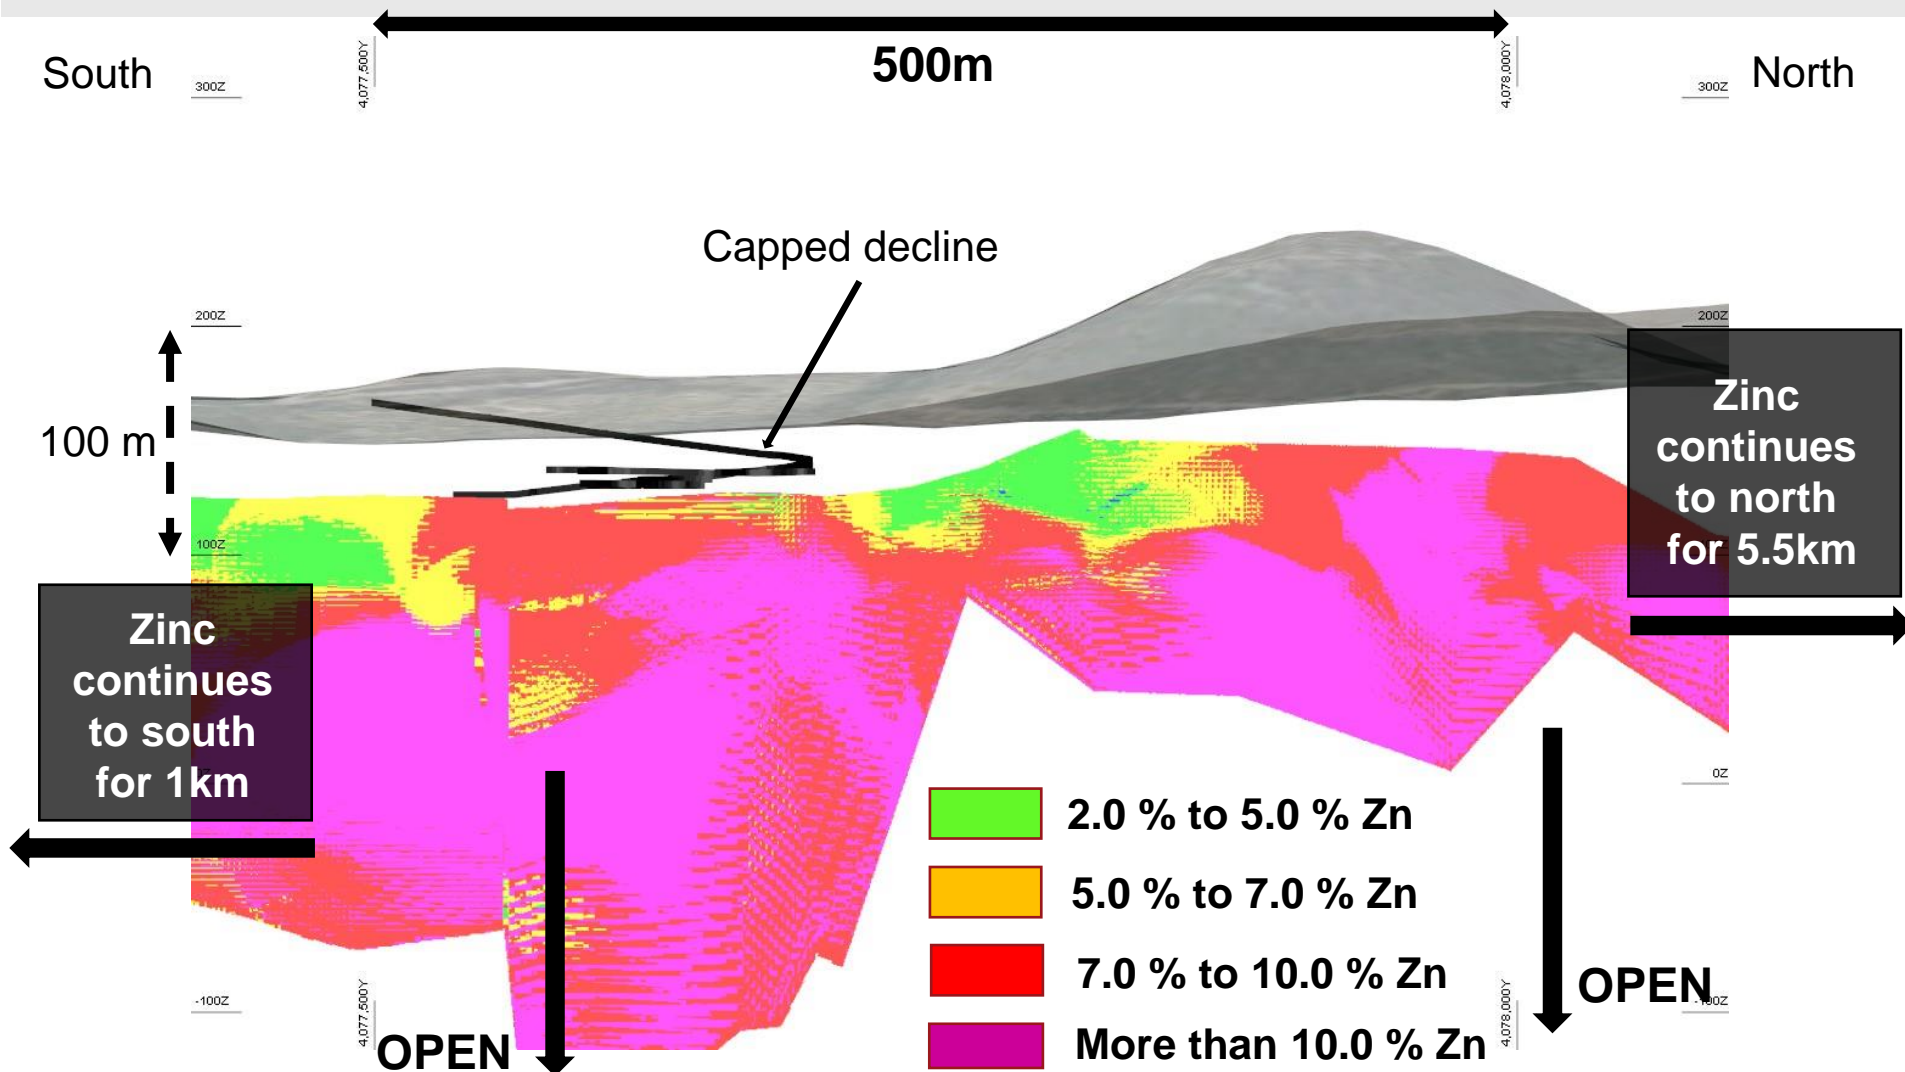 500m
South
North
4,077,500Y
4,078,000Y
300Z
300Z
Capped decline
200Z
200Z
100 m
Zinc
continues
to north
for 5.5km
100Z
Zinc
continues
to south
for 1km
0Z
2.0 % to 5.0 % Zn
5.0 % to 7.0 % Zn
7.0 % to 10.0 % Zn
More than 10.0 % Zn
-100Z
-100Z
4,077,500Y
4,078,000Y
OPEN
OPEN